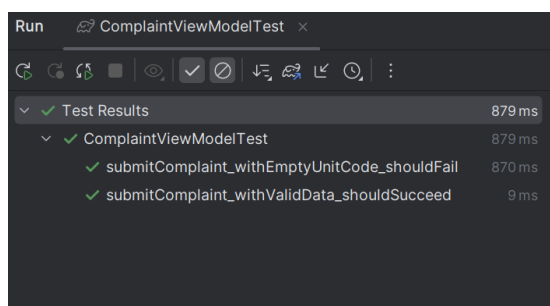 Run ComplaintViewModelTest
Test Results 879 ms
ComplaintViewModelTest 879 ms
submitComplaint_withEmptyUnitCode_shouldFail 870 ms
submitComplaint_withValidData_shouldSucceed 9 ms